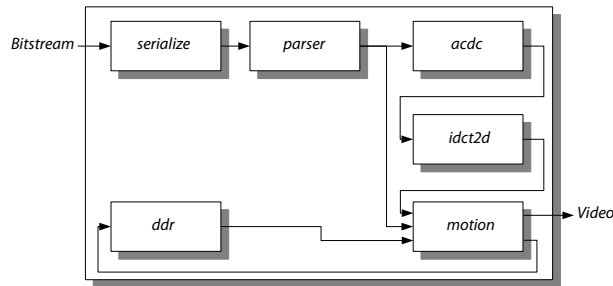 Bitstream
serialize
parser
acdc
idct2d
ddr
motion
Video